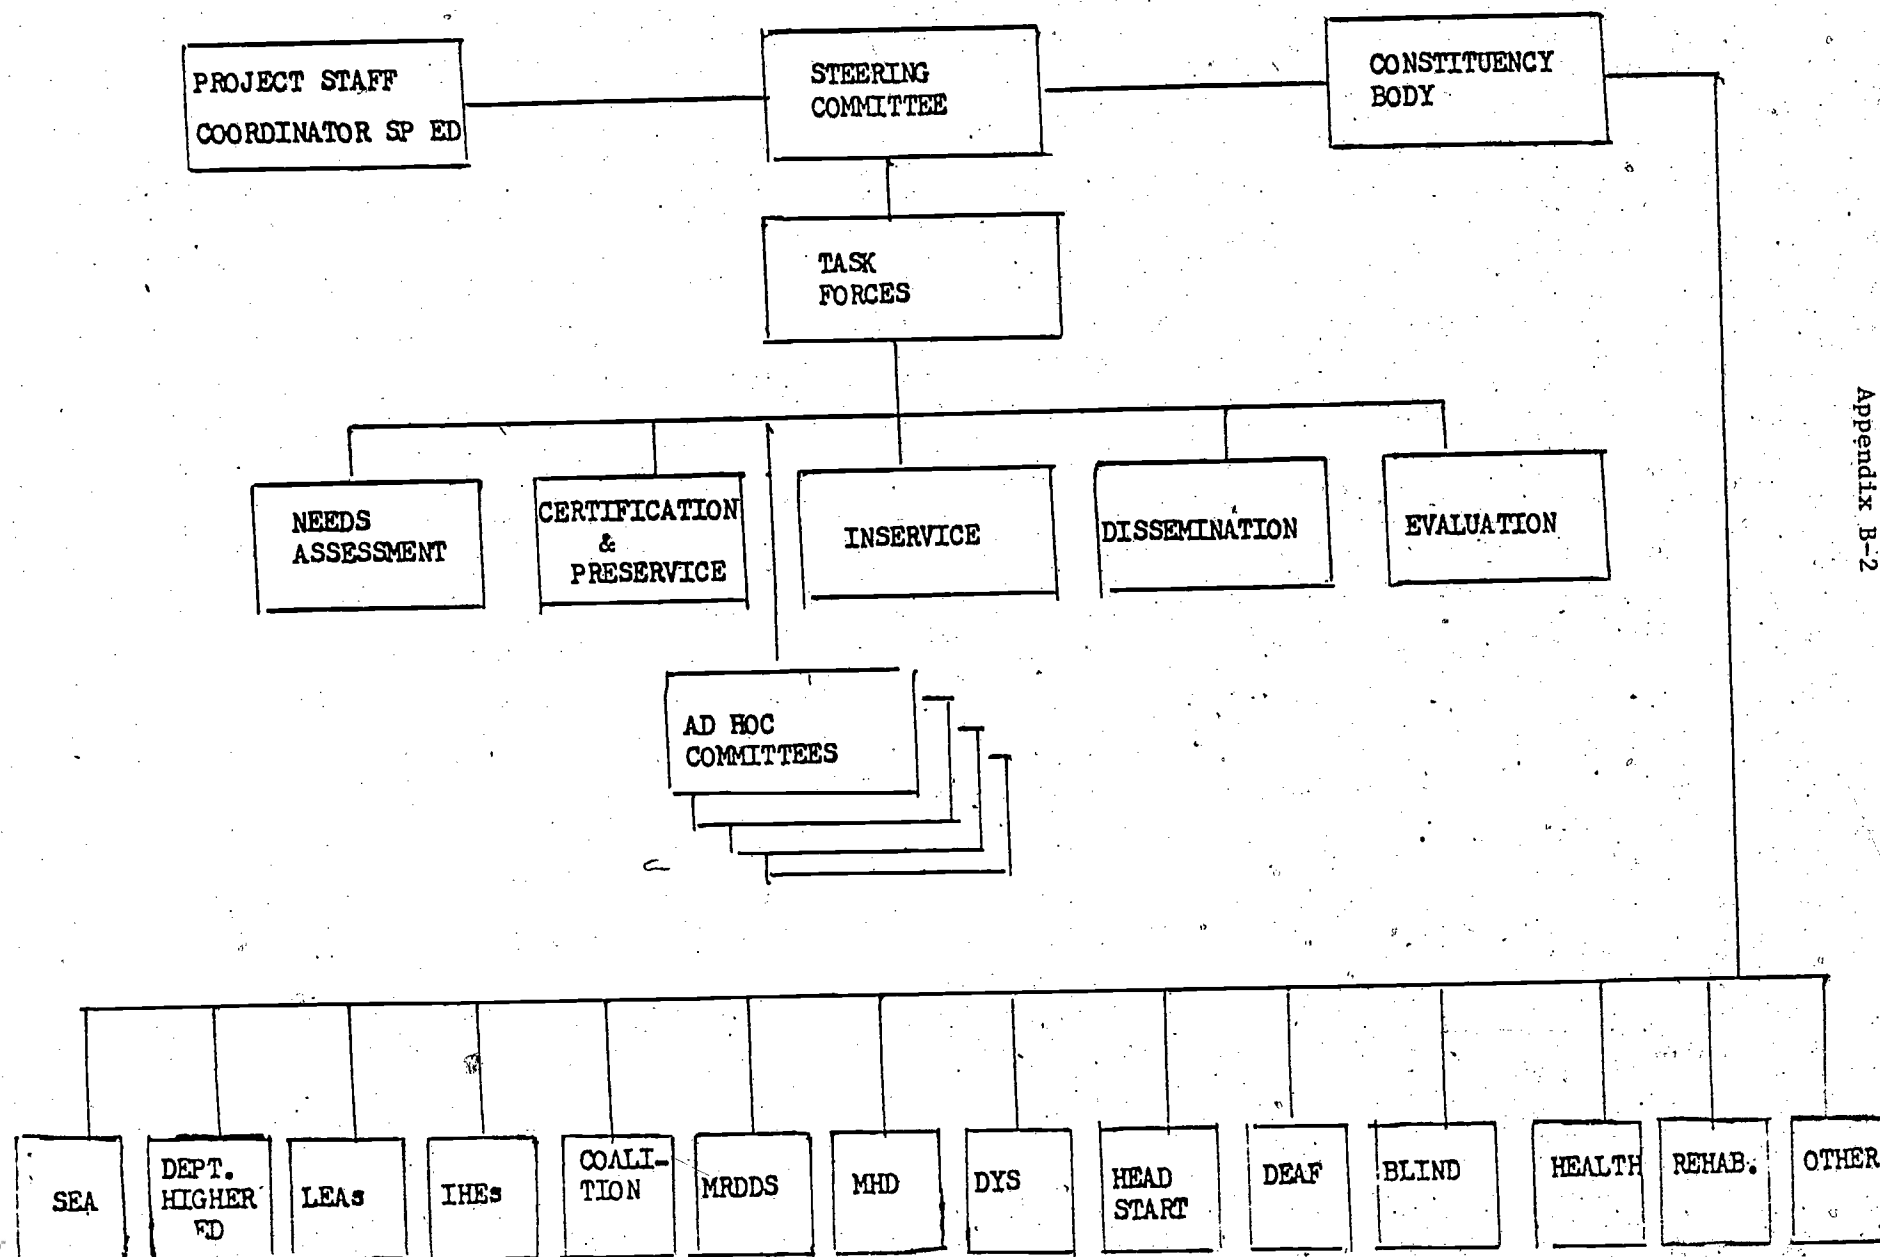 PROJECT STAFF
COORDINATOR SP ED
STEERING
COMMITTEE
CONSTITUENCY
BODY
TASK
FORCES
NEEDS
ASSESSMENT
CERTIFICATION
&
PRESERVICE
INSERVICE
DISSEMINATION
EVALUATION
AD HOC
COMMITTEES
SEA
DEPT.
HIGHER
ED
LEAs
IHEs
COALI-
TION
MRDDS
MHD
DYS
HEAD
START
DEAF
BLIND
HEALTH
REHAB.
OTHER
Appendix B-2